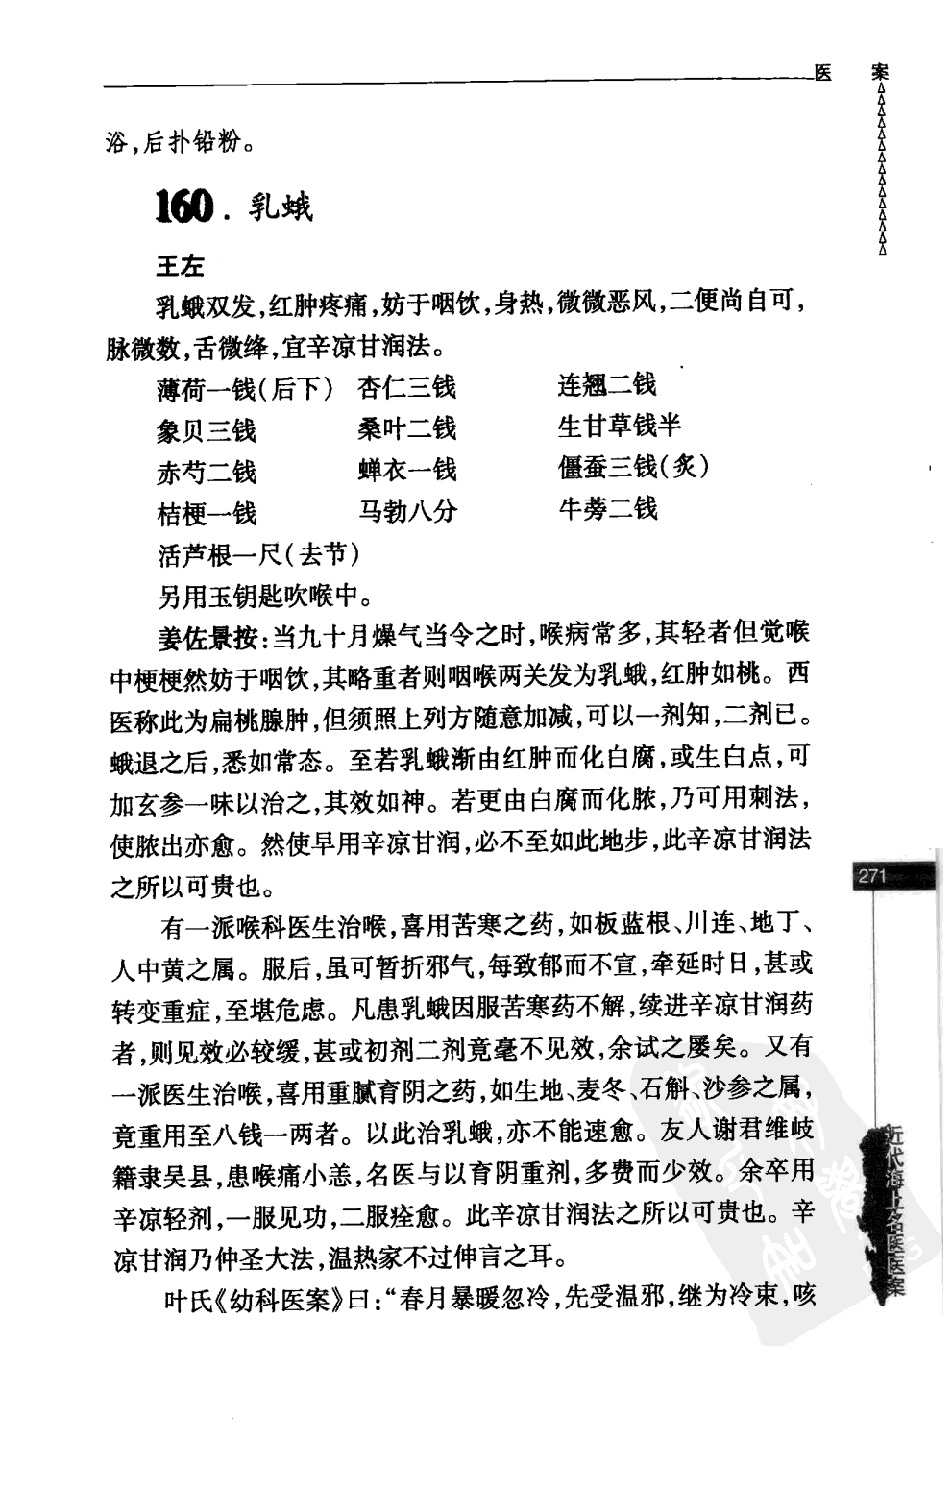 医 案
浴,后扑铅粉。
160.乳蛾
王左
乳蛾双发,红肿疼痛,妨于咽饮,身热,微微恶风,二便尚自可,
脉微数,舌微绛,宜辛凉甘润法。
薄荷一钱(后下) 杏仁三钱 连翘二钱
象贝三钱 桑叶二钱 生甘草钱半
赤芍二钱 蝉衣一钱 僵蚕三钱(炙)
桔梗一钱 马勃八分 牛蒡二钱
活芦根一尺(去节)
另用玉钥匙吹喉中。
姜佐景按:当九十月燥气当令之时,喉病常多,其轻者但觉喉
中梗梗然妨于咽饮,其略重者则咽喉两关发为乳蛾,红肿如桃。西
医称此为扁桃腺肿,但须照上列方随意加减,可以一剂知,二剂已。
蛾退之后,悉如常态。至若乳蛾渐由红肿而化白腐,或生白点,可
加玄参一味以治之,其效如神。若更由白腐而化脓,乃可用刺法,
使脓出亦愈。然使早用辛凉甘润,必不至如此地步,此辛凉甘润法
之所以可贵也。
有一派喉科医生治喉,喜用苦寒之药,如板蓝根、川连、地丁、
人中黄之属。服后,虽可暂折邪气,每致郁而不宣,牵延时日,甚或
转变重症,至堪危虑。凡患乳蛾因服苦寒药不解,续进辛凉甘润药
者,则见效必较缓,甚或初剂二剂竟毫不见效,余试之屡矣。又有
一派医生治喉,喜用重腻育阴之药,如生地、麦冬、石斛、沙参之属,
竟重用至八钱一两者。以此治乳蛾,亦不能速愈。友人谢君维岐
籍隶吴县,患喉痛小恙,名医与以育阴重剂,多费而少效。余卒用
辛凉轻剂,一服见功,二服痊愈。此辛凉甘润法之所以可贵也。辛
凉甘润乃仲圣大法,温热家不过伸言之耳。
叶氏《幼科医案》曰:“春月暴暖忽冷,先受温邪,继为冷束,咳
271
近代海上名医医案